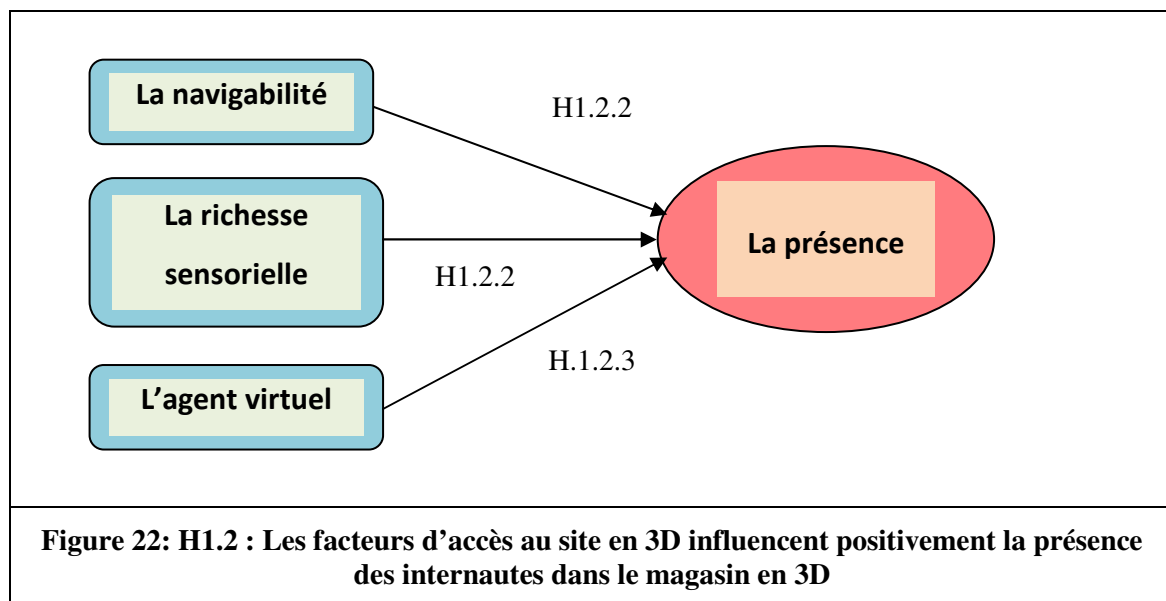 La navigabilité
H1.2.2
La richesse
sensorielle
H1.2.2
La présence
H.1.2.3
L’agent virtuel
Figure 22: H1.2 : Les facteurs d’accès au site en 3D influencent positivement la présence
des internautes dans le magasin en 3D